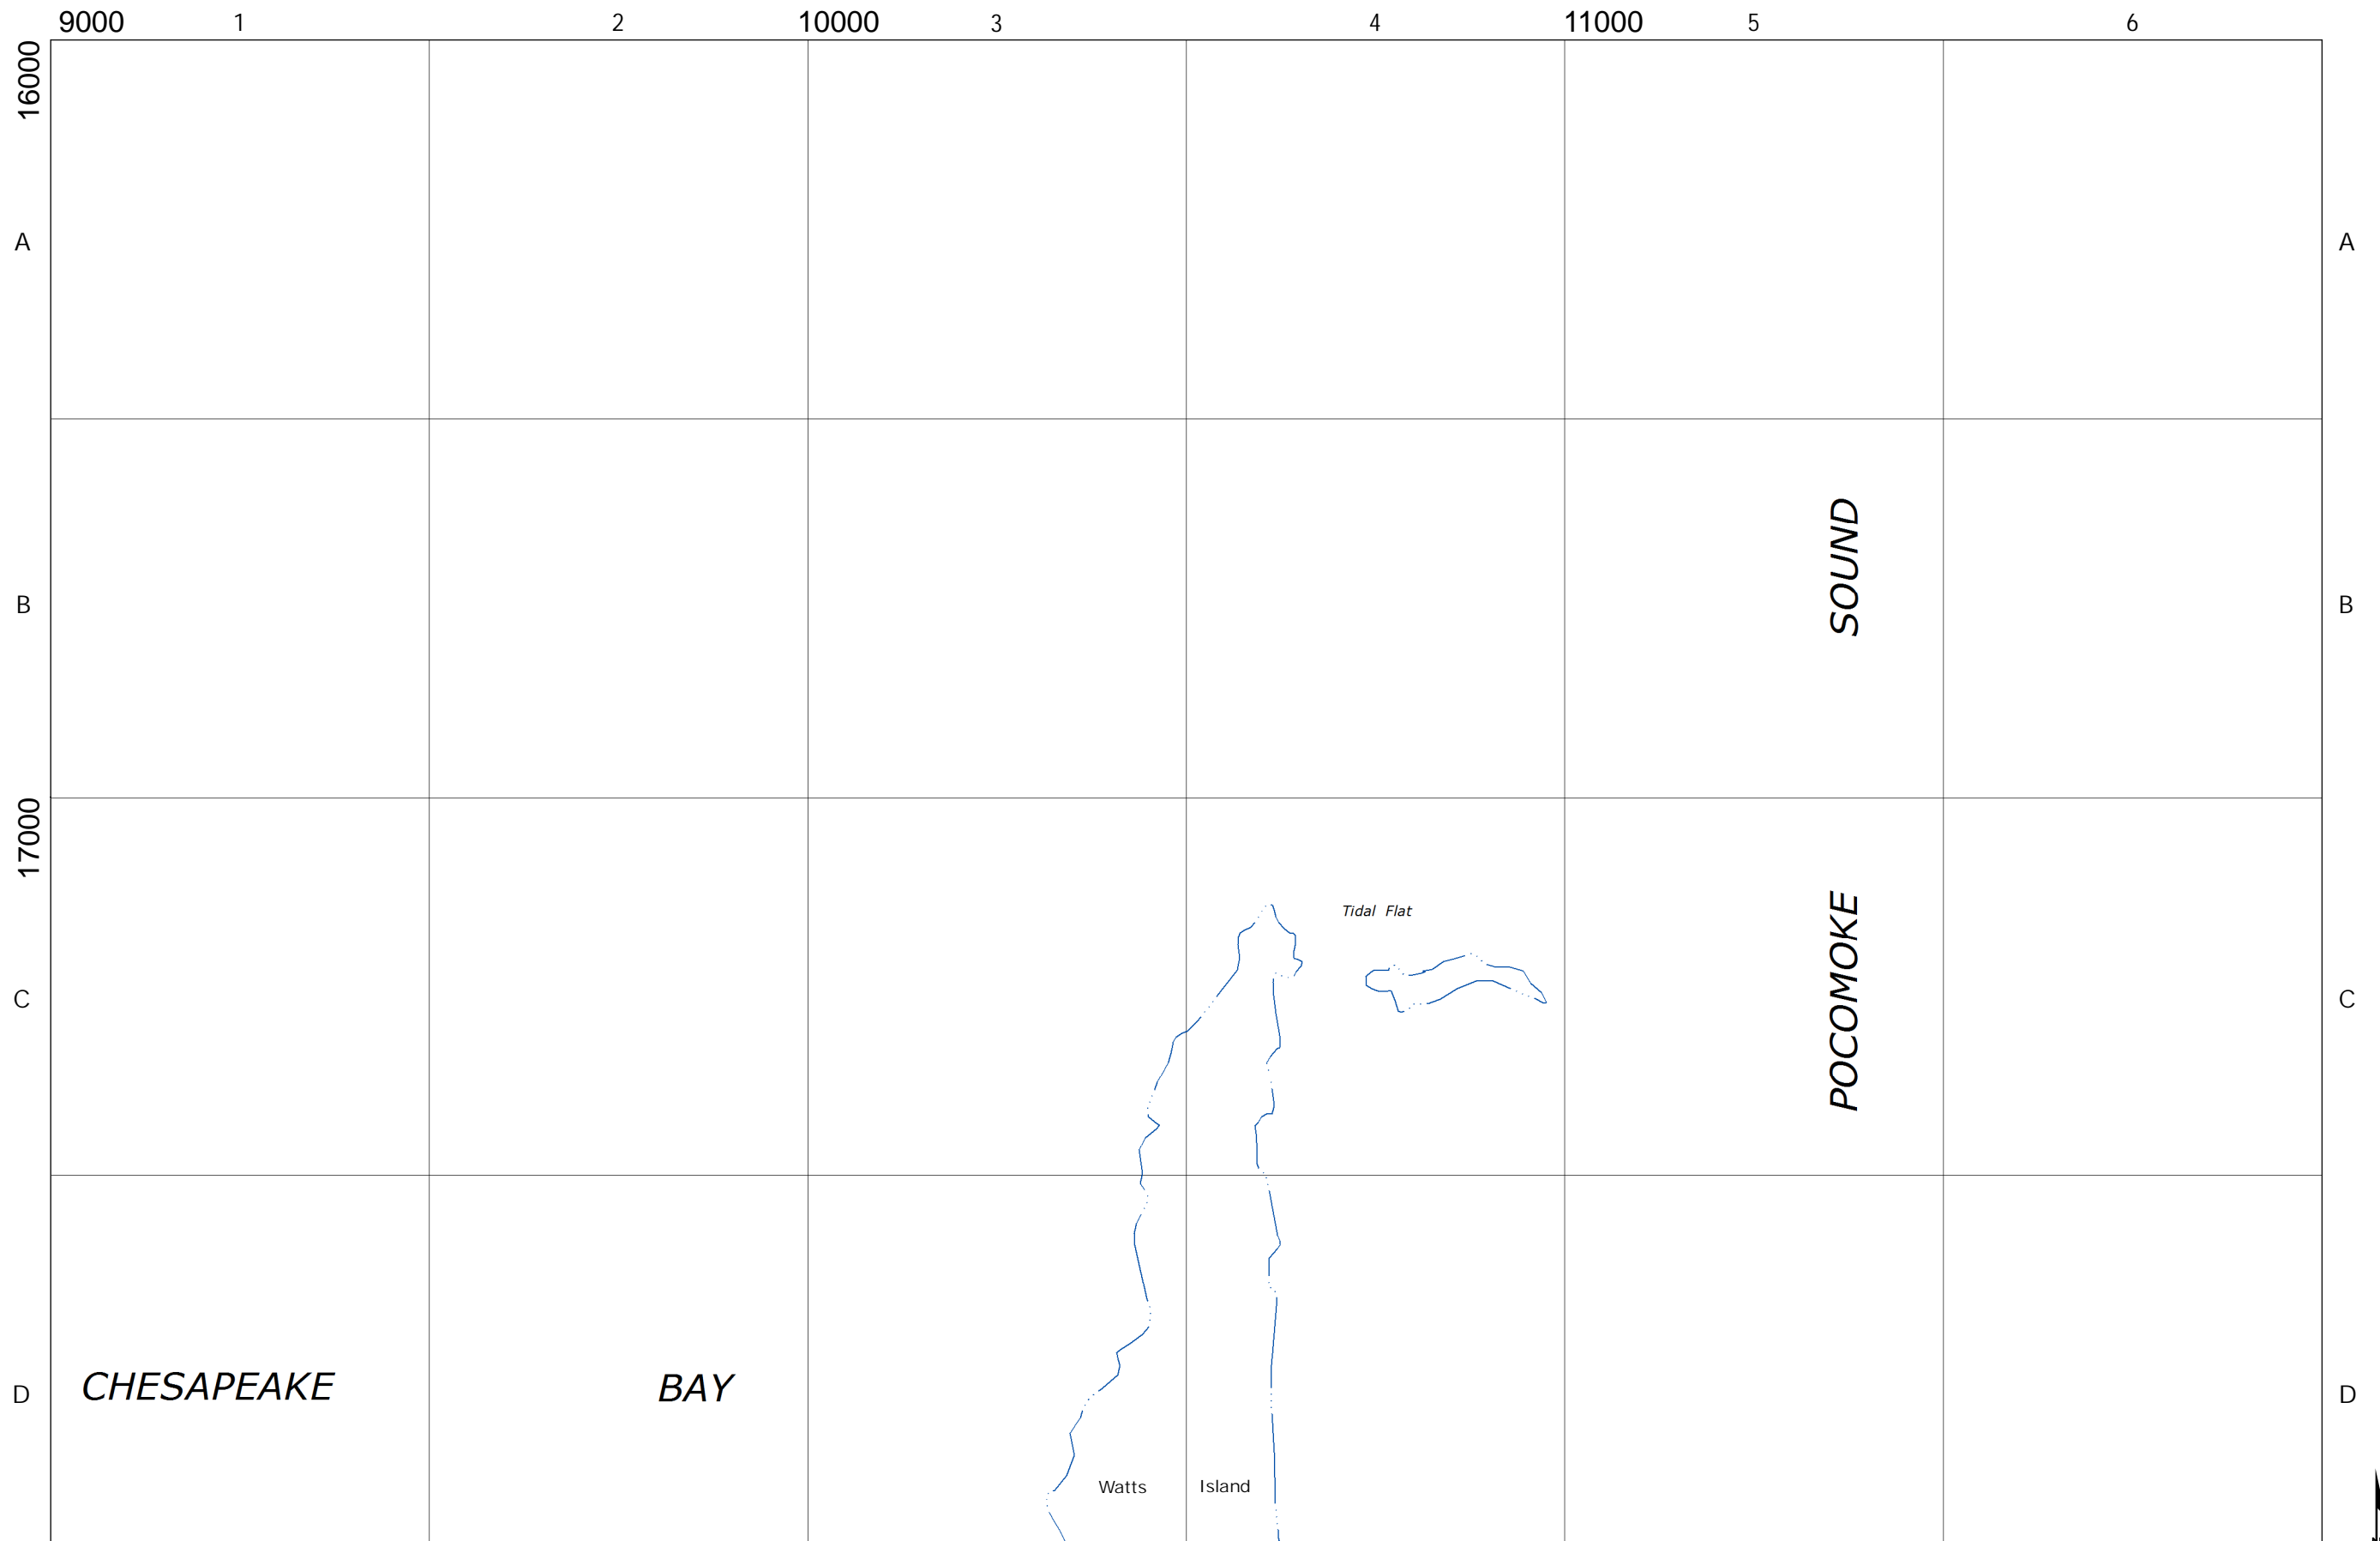 9000 1 2 10000 3 4 11000 5 6
16000
A A
B SOUND B
17000
Tidal Flat
C POCOMOKE C
CHESAPEAKE BAY
D D
Watts Island